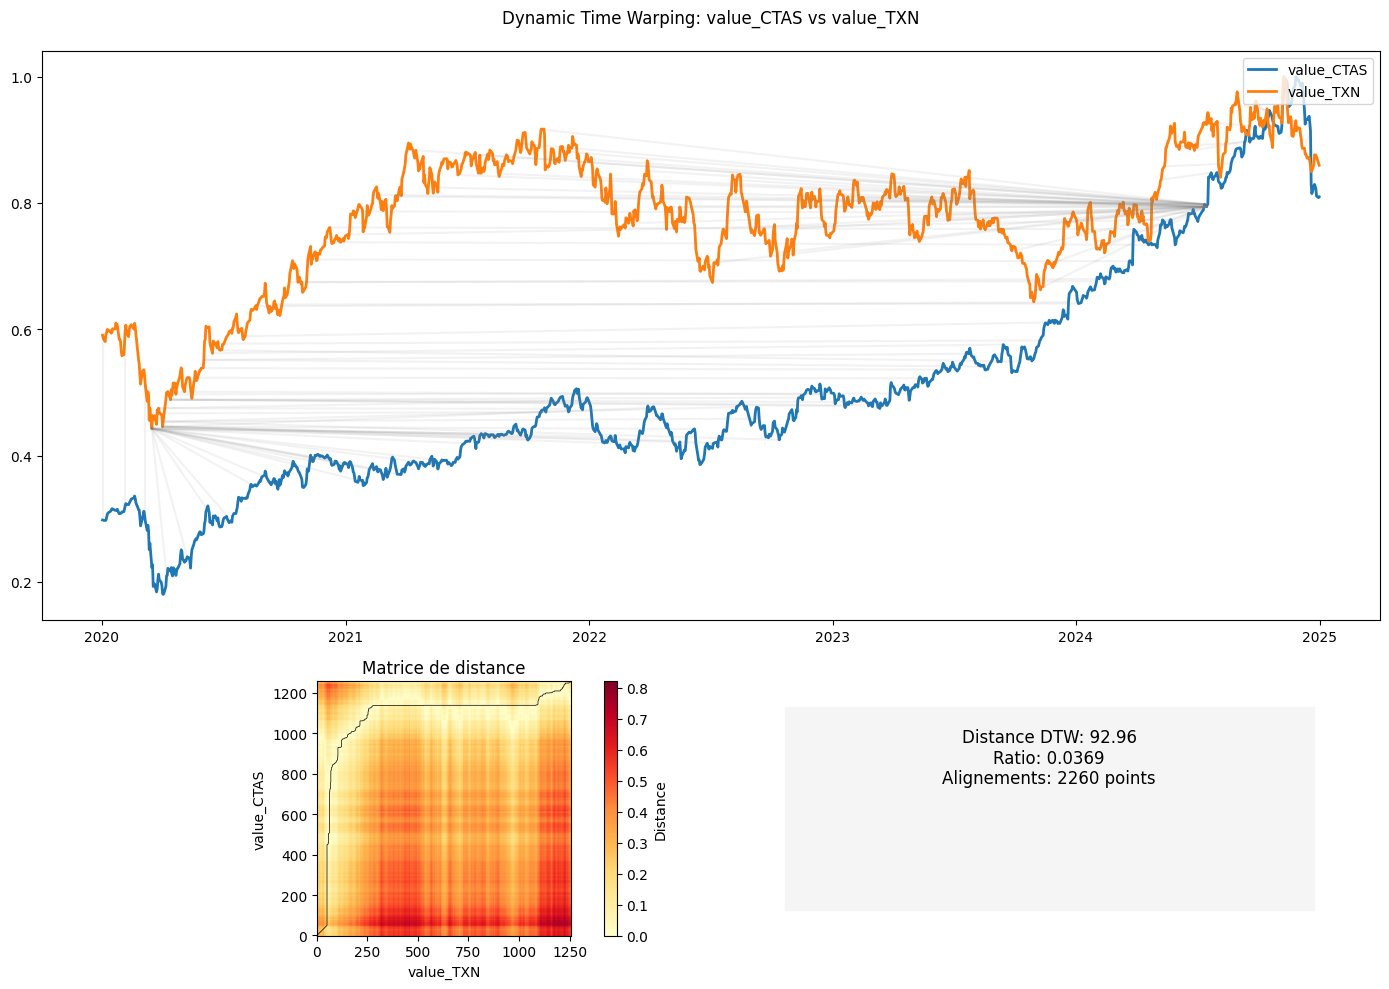 Dynamic Time Warping: value_CTAS vs value_TXN
value_CTAS
value_TXN
1.0
0.8
0.6
0.4
0.2
2020 2021 2022 2023 2024 2025
Matrice de distance
value_CTAS
1200
1000
800
600
400
200
0
0 250 500 750 1000 1250
value_TXN
0.8
0.7
0.6
0.5
0.4
0.3
0.2
0.1
0.0
Distance
Distance DTW: 92.96
Ratio: 0.0369
Alignements: 2260 points